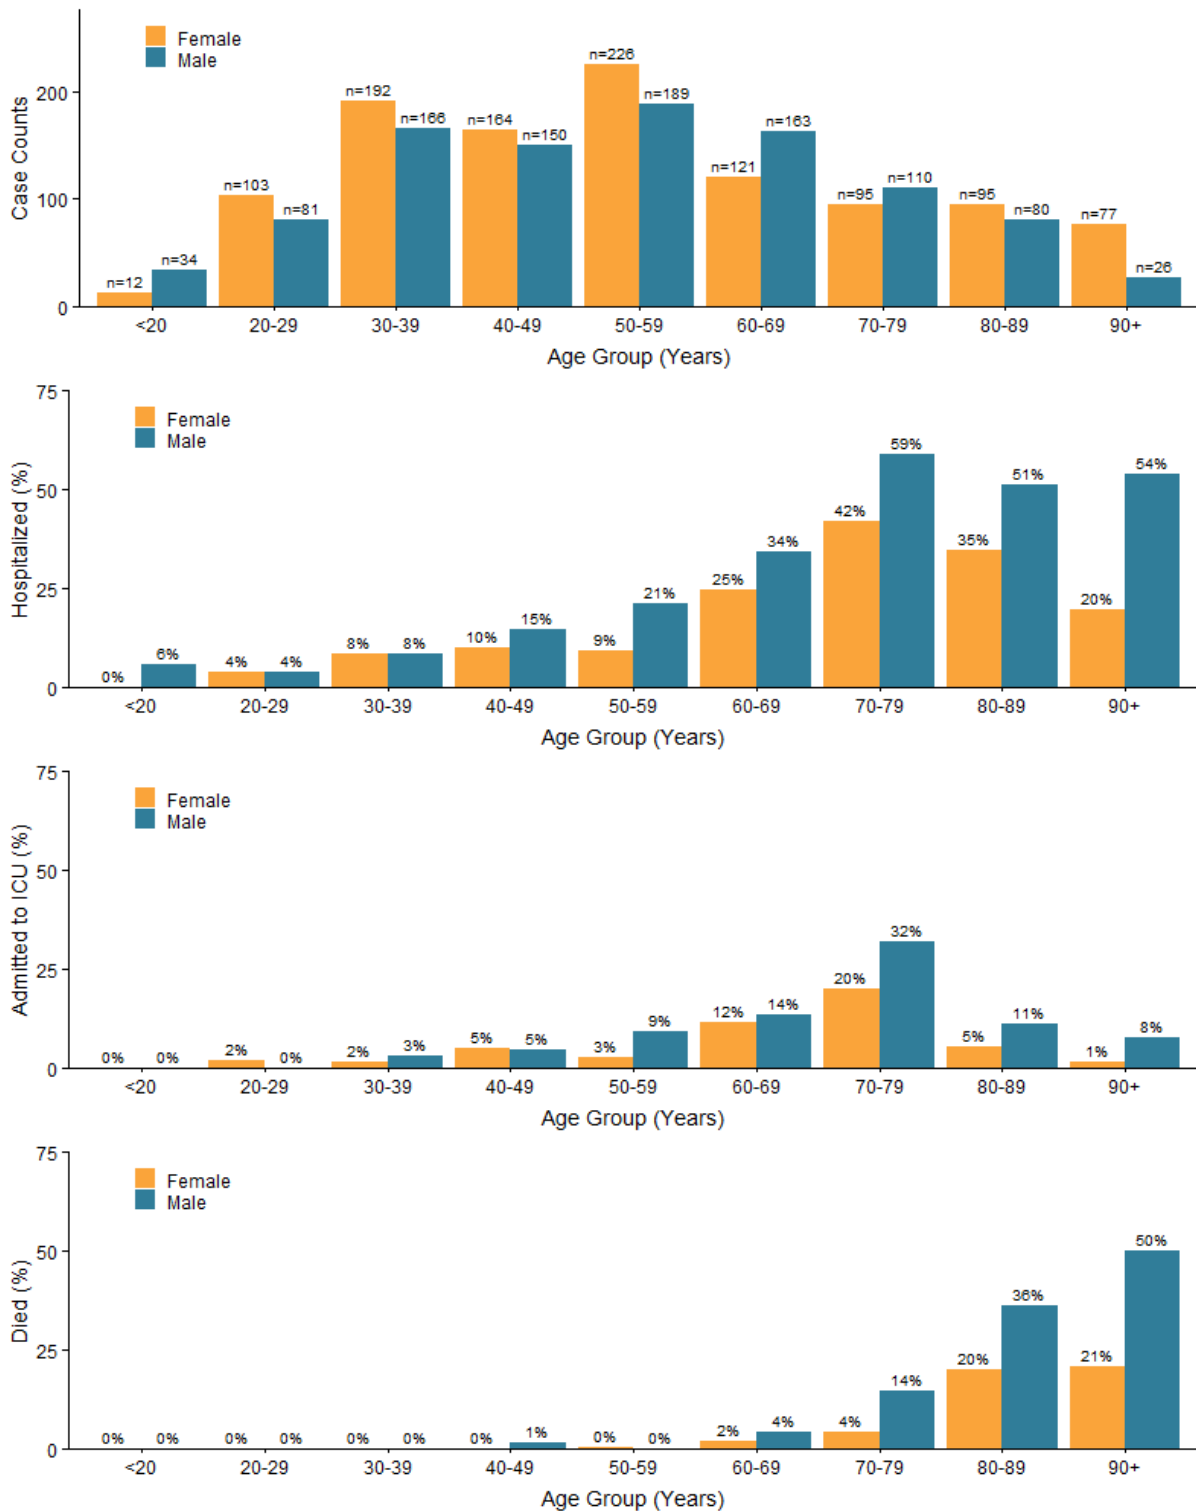 Female
Male
Case Counts
200
100
0
n=12 n=34 n=103 n=81 n=192 n=166 n=164 n=150 n=226 n=189 n=121 n=163 n=95 n=110 n=95 n=80 n=77 n=26
<20 20-29 30-39 40-49 50-59 60-69 70-79 80-89 90+
Age Group (Years)
Female
Male
Hospitalized (%)
75
50
25
0
0% 6% 4% 4% 8% 8% 10% 15% 9% 21% 25% 34% 42% 59% 35% 51% 20% 54%
<20 20-29 30-39 40-49 50-59 60-69 70-79 80-89 90+
Age Group (Years)
Female
Male
Admitted to ICU (%)
75
50
25
0
0% 0% 2% 0% 2% 3% 5% 5% 3% 9% 12% 14% 20% 32% 5% 11% 1% 8%
<20 20-29 30-39 40-49 50-59 60-69 70-79 80-89 90+
Age Group (Years)
Female
Male
Died (%)
75
50
25
0
0% 0% 0% 0% 0% 0% 0% 1% 0% 0% 2% 4% 4% 14% 20% 36% 21% 50%
<20 20-29 30-39 40-49 50-59 60-69 70-79 80-89 90+
Age Group (Years)